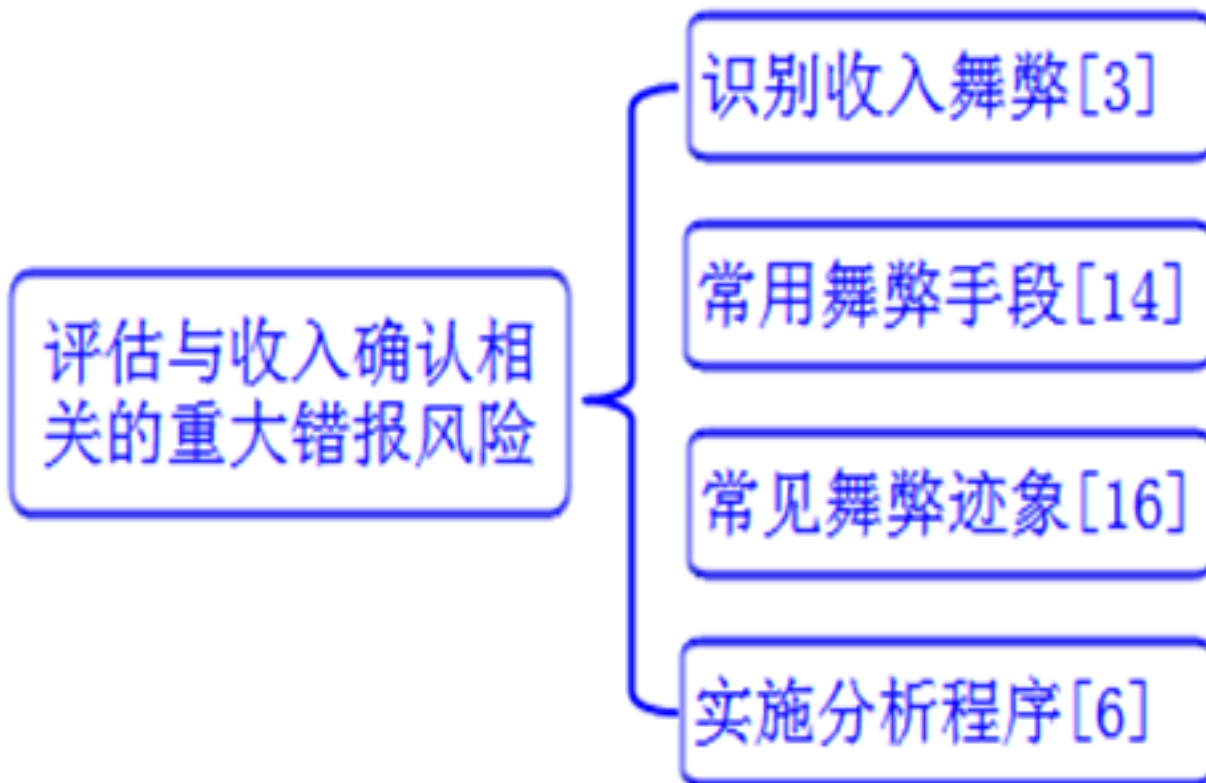 识别收入舞弊[3]
常用舞弊手段[14]
评估与收入确认相
关的重大错报风险
常见舞弊迹象[16]
实施分析程序[6]